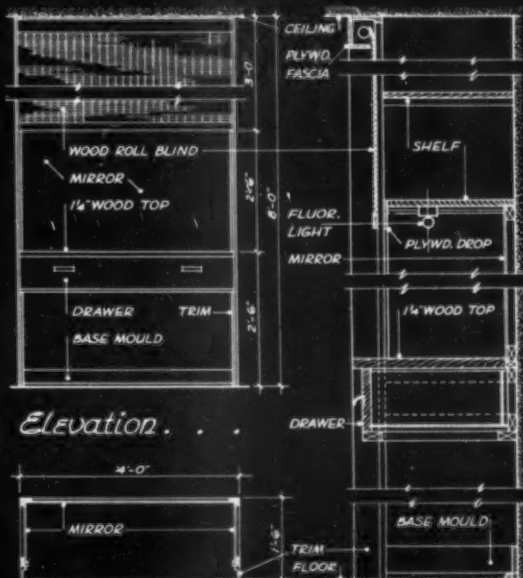 CEILING
PLYWD.
FASCIA
3'-0"
WOOD ROLL BLIND
SHELF
MIRROR
2'-6"
8'-0"
1¼" WOOD TOP
FLUOR.
LIGHT
PLYWD. DROP
MIRROR
DRAWER
TRIM
2'-6"
1¼" WOOD TOP
BASE MOULD
Elevation . . .
DRAWER
4'-0"
MIRROR
1'-6"
BASE MOULD
TRIM
FLOOR